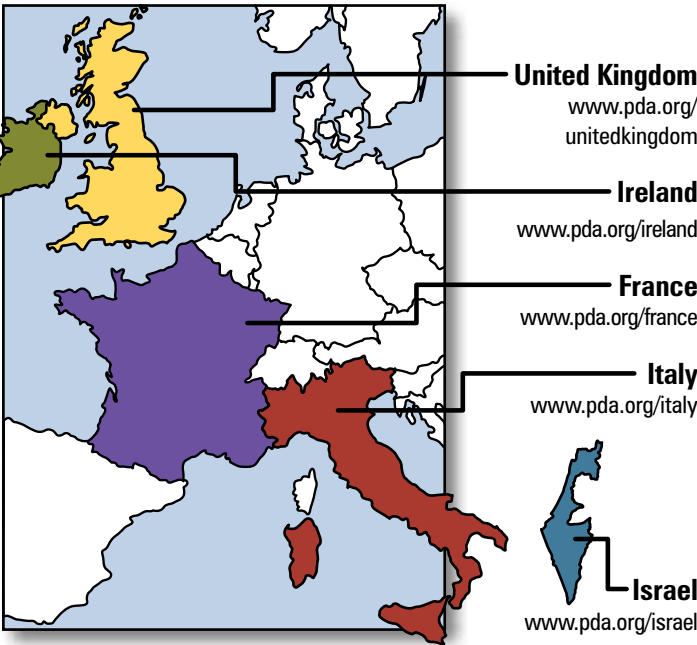 United Kingdom
www.pda.org/
unitedkingdom
Ireland
www.pda.org/ireland
France
www.pda.org/france
Italy
www.pda.org/italy
Israel
www.pda.org/israel